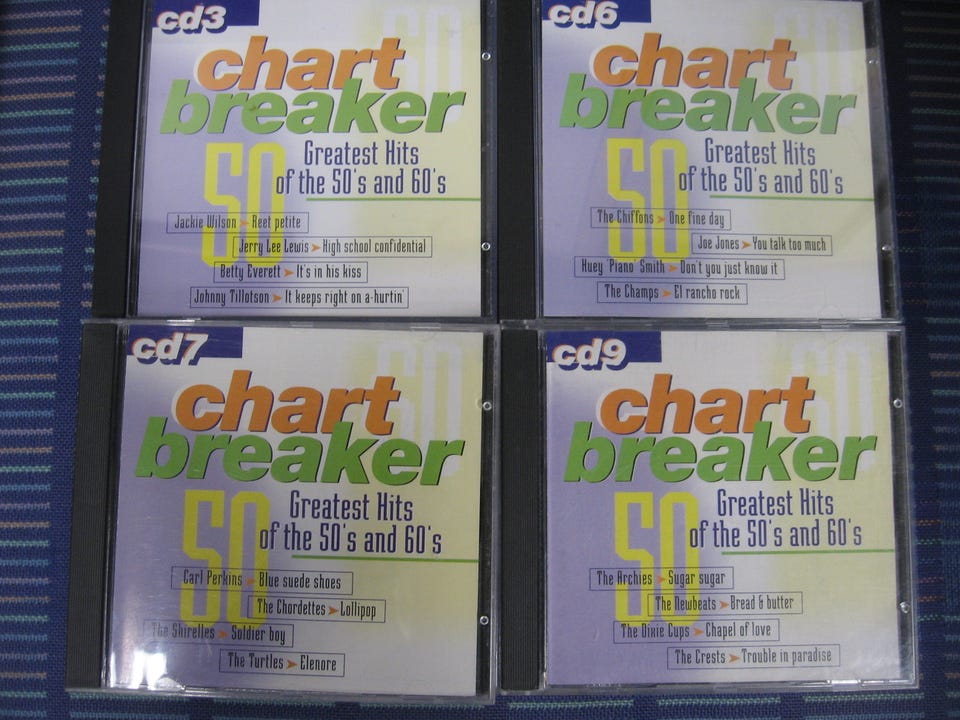 cd3
chart
breaker
60
50
Greatest Hits
of the 50's and 60's
Jackie Wilson ➤ Reet petite
Jerry Lee Lewis ➤ High school confidential
Betty Everett ➤ It's in his kiss
Johnny Tillotson ➤ It keeps right on a-hurtin'
cd6
chart
breaker
60
50
Greatest Hits
of the 50's and 60's
The Chiffons ➤ One fine day
Joe Jones ➤ You talk too much
Huey 'Piano' Smith ➤ Don't you just know it
The Champs ➤ El rancho rock
cd7
chart
breaker
60
50
Greatest Hits
of the 50's and 60's
Carl Perkins ➤ Blue suede shoes
The Chordettes ➤ Lollipop
The Shirelles ➤ Soldier boy
The Turtles ➤ Elenore
cd9
chart
breaker
60
50
Greatest Hits
of the 50's and 60's
The Archies ➤ Sugar sugar
The Newbeats ➤ Bread & butter
The Dixie Cups ➤ Chapel of love
The Crests ➤ Trouble in paradise